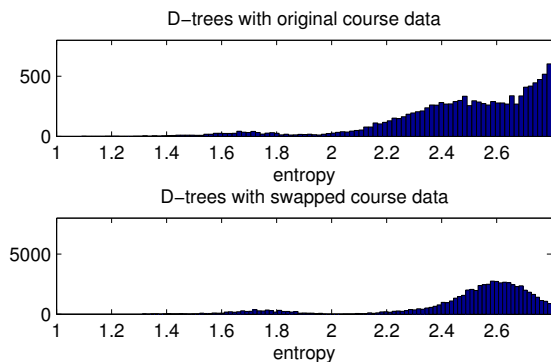 D−trees with original course data
500
0
1 1.2 1.4 1.6 1.8 2 2.2 2.4 2.6
entropy
D−trees with swapped course data
5000
0
1 1.2 1.4 1.6 1.8 2 2.2 2.4 2.6
entropy